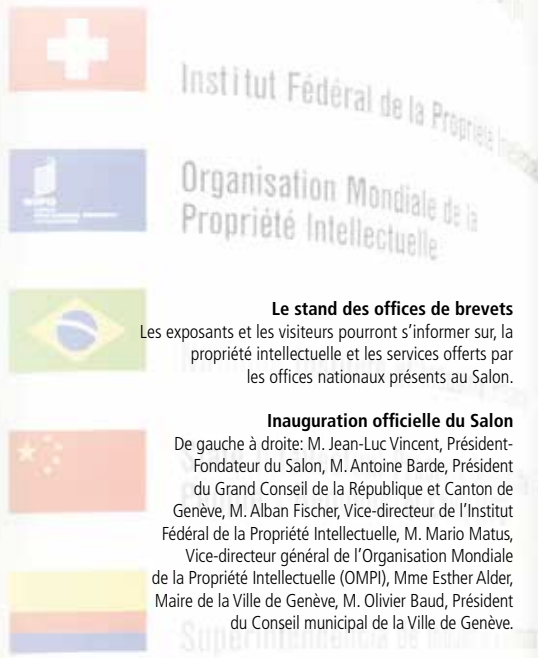 Institut Fédéral de la Propriété
Organisation Mondiale de la
Propriété Intellectuelle
Le stand des offices de brevets
Les exposants et les visiteurs pourront s’informer sur, la
propriété intellectuelle et les services offerts par
les offices nationaux présents au Salon.
Inauguration officielle du Salon
De gauche à droite: M. Jean-Luc Vincent, Président-
Fondateur du Salon, M. Antoine Barde, Président
du Grand Conseil de la République et Canton de
Genève, M. Alban Fischer, Vice-directeur de l’Institut
Fédéral de la Propriété Intellectuelle, M. Mario Matus,
Vice-directeur général de l’Organisation Mondiale
de la Propriété Intellectuelle (OMPI), Mme Esther Alder,
Maire de la Ville de Genève, M. Olivier Baud, Président
du Conseil municipal de la Ville de Genève.